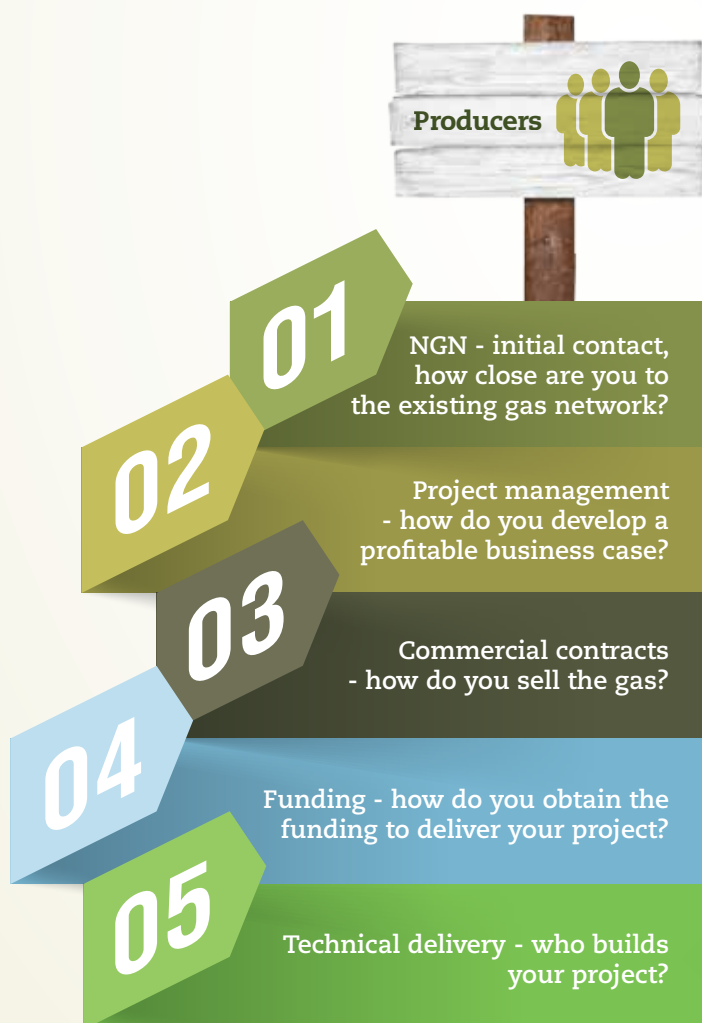 Producers
01
NGN - initial contact,
how close are you to
the existing gas network?
02
Project management
- how do you develop a
profitable business case?
03
Commercial contracts
- how do you sell the gas?
04
Funding - how do you obtain the
funding to deliver your project?
05
Technical delivery - who builds
your project?